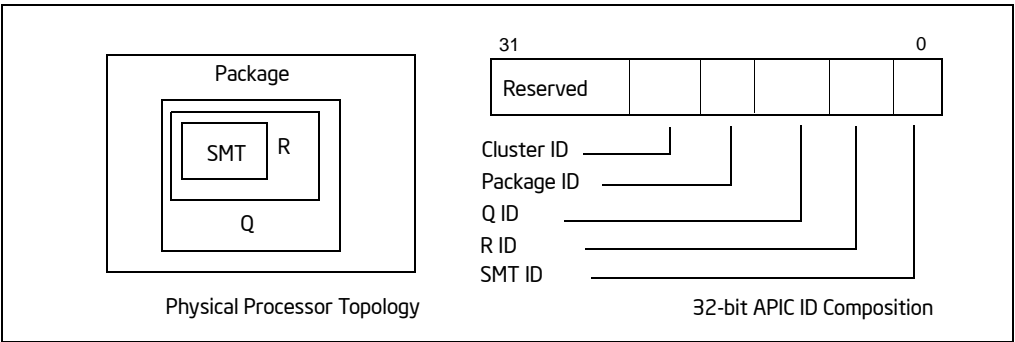 Package
SMT
R
Q
Physical Processor Topology
31 0
Reserved
Cluster ID
Package ID
Q ID
R ID
SMT ID
32-bit APIC ID Composition